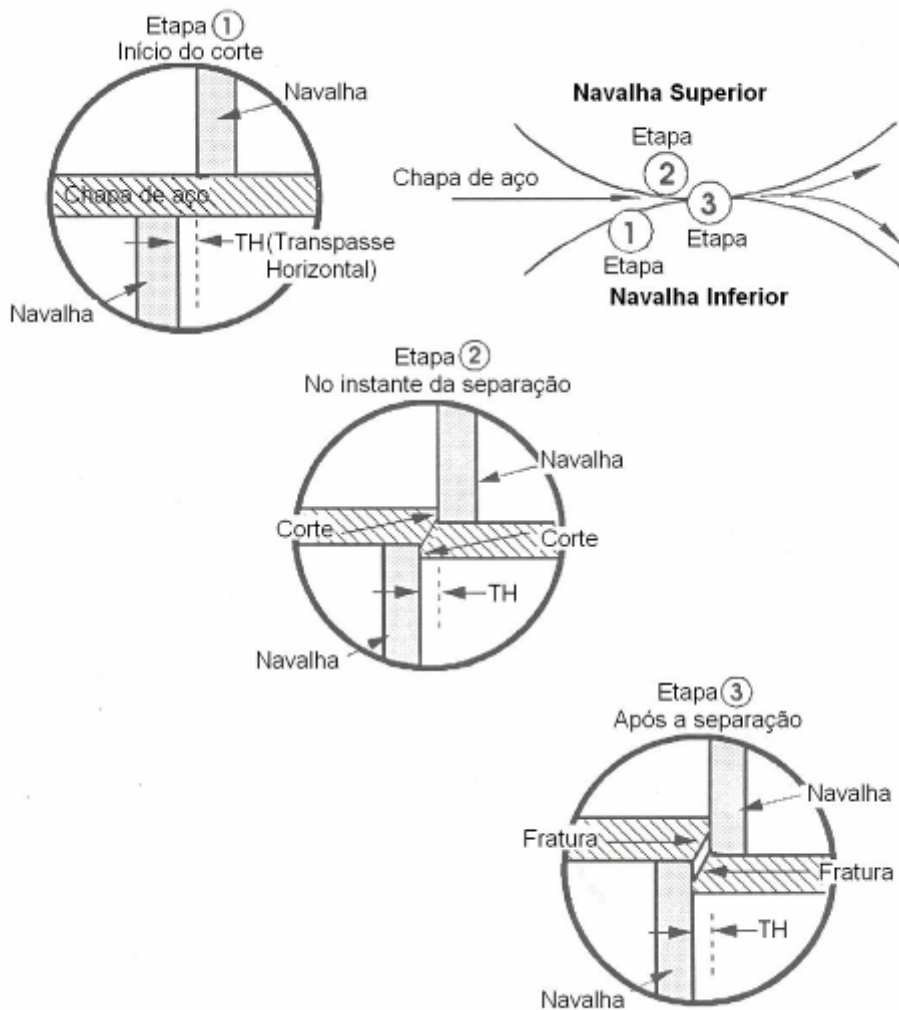 Etapa 1
Início do corte
Navalha
Chapa de aço
TH (Transpasse
Horizontal)
Navalha
Navalha Superior
Etapa
2
Chapa de aço
3
1
Etapa
Etapa
Navalha Inferior
Etapa 2
No instante da separação
Navalha
Corte
Corte
TH
Navalha
Etapa 3
Após a separação
Navalha
Fratura
Fratura
TH
Navalha